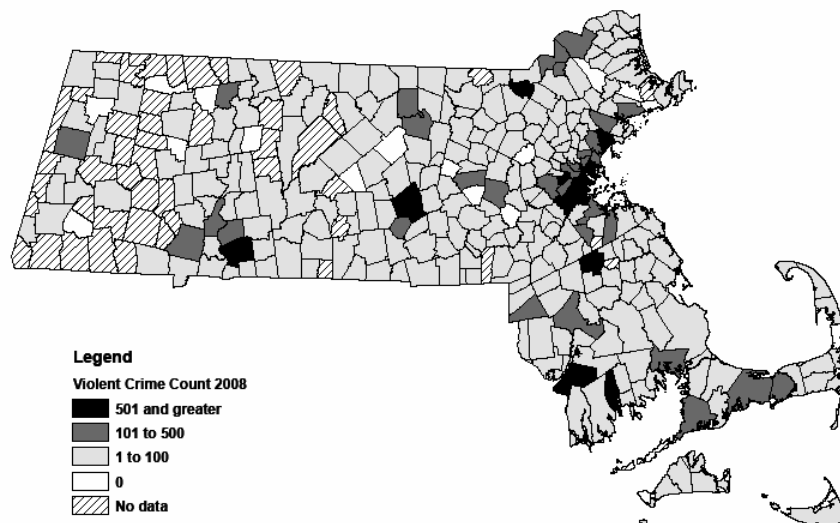 Legend
Violent Crime Count 2008
501 and greater
101 to 500
1 to 100
0
No data